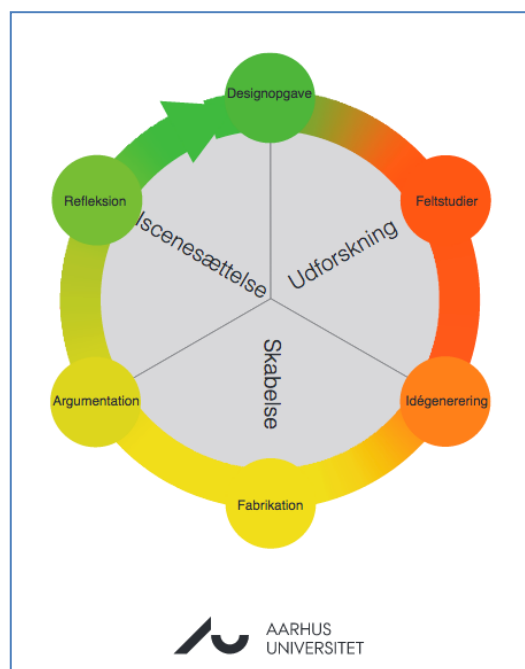 Designopgave
Refleksion
Feltstudier
Iscenesættelse
Udforskning
Skabelse
Argumentation
Idégenerering
Fabrikation
AARHUS
UNIVERSITET